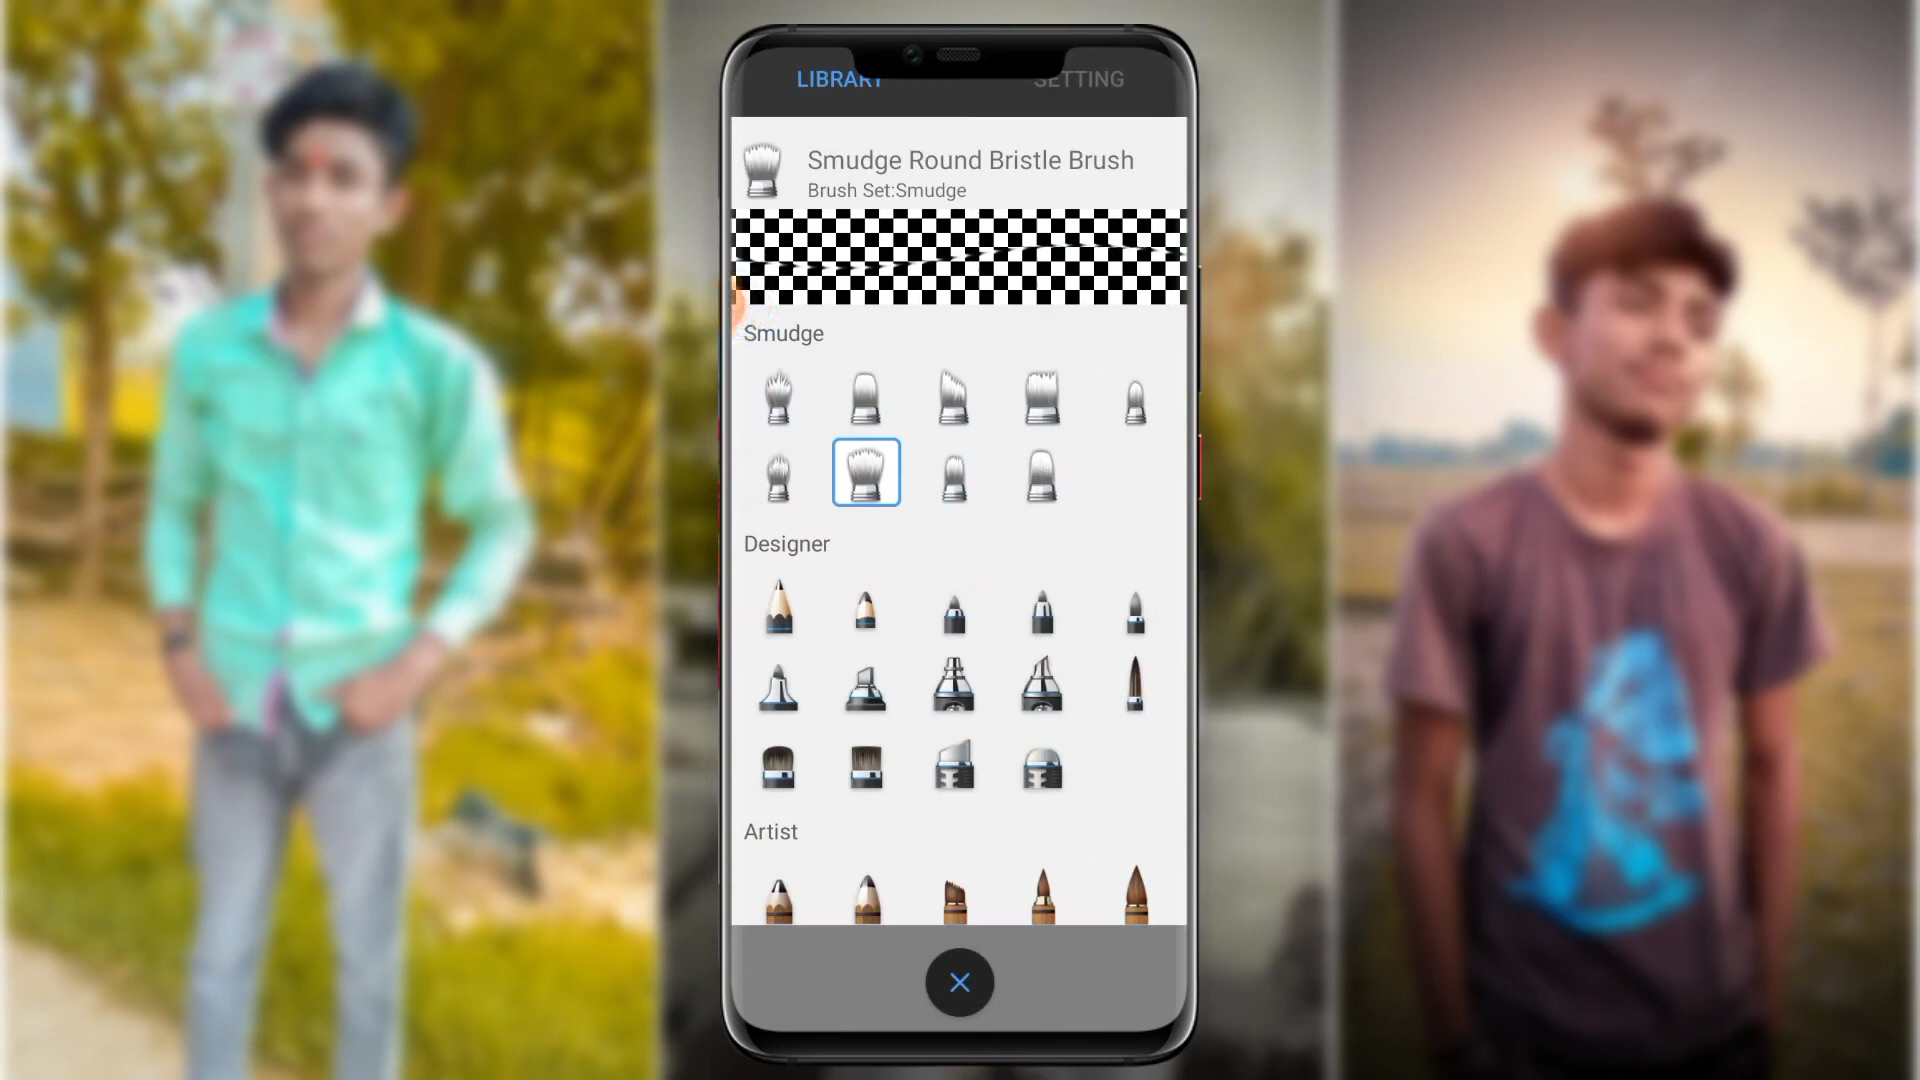 LIBRARY
SETTING
Smudge Round Bristle Brush
Brush Set:Smudge
Smudge
Designer
Artist